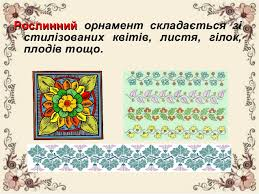 Рослинний орнамент складається зі
стилізованих квітів, листя, гілок,
плодів тощо.